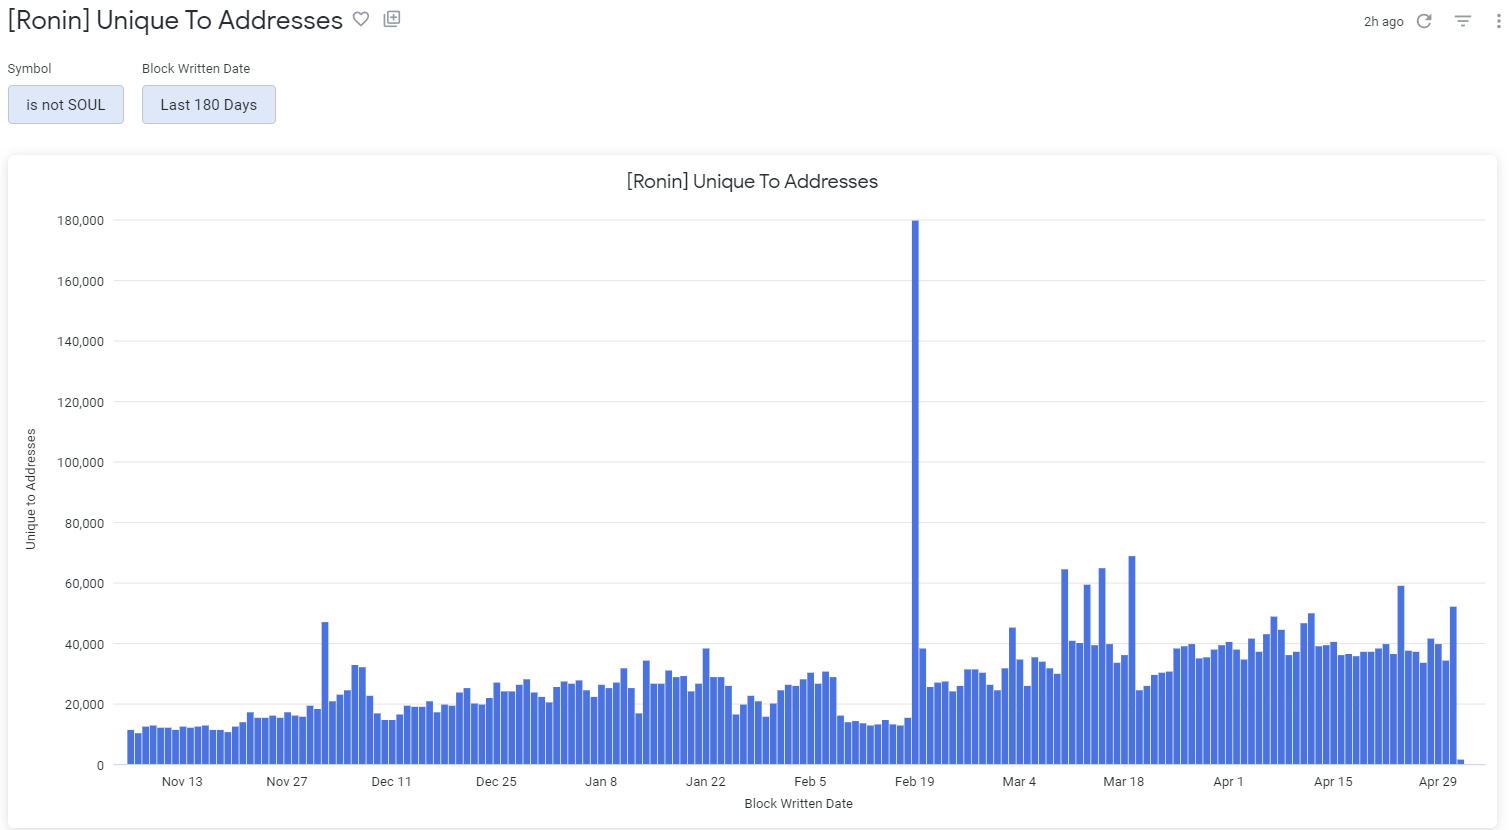 [Ronin] Unique To Addresses
2h ago
Symbol
Block Written Date
is not SOUL
Last 180 Days
[Ronin] Unique To Addresses
180,000
160,000
140,000
120,000
100,000
80,000
60,000
40,000
20,000
0
Unique to Addresses
Nov 13 Nov 27 Dec 11 Dec 25 Jan 8 Jan 22 Feb 5 Feb 19 Mar 4 Mar 18 Apr 1 Apr 15 Apr 29
Block Written Date